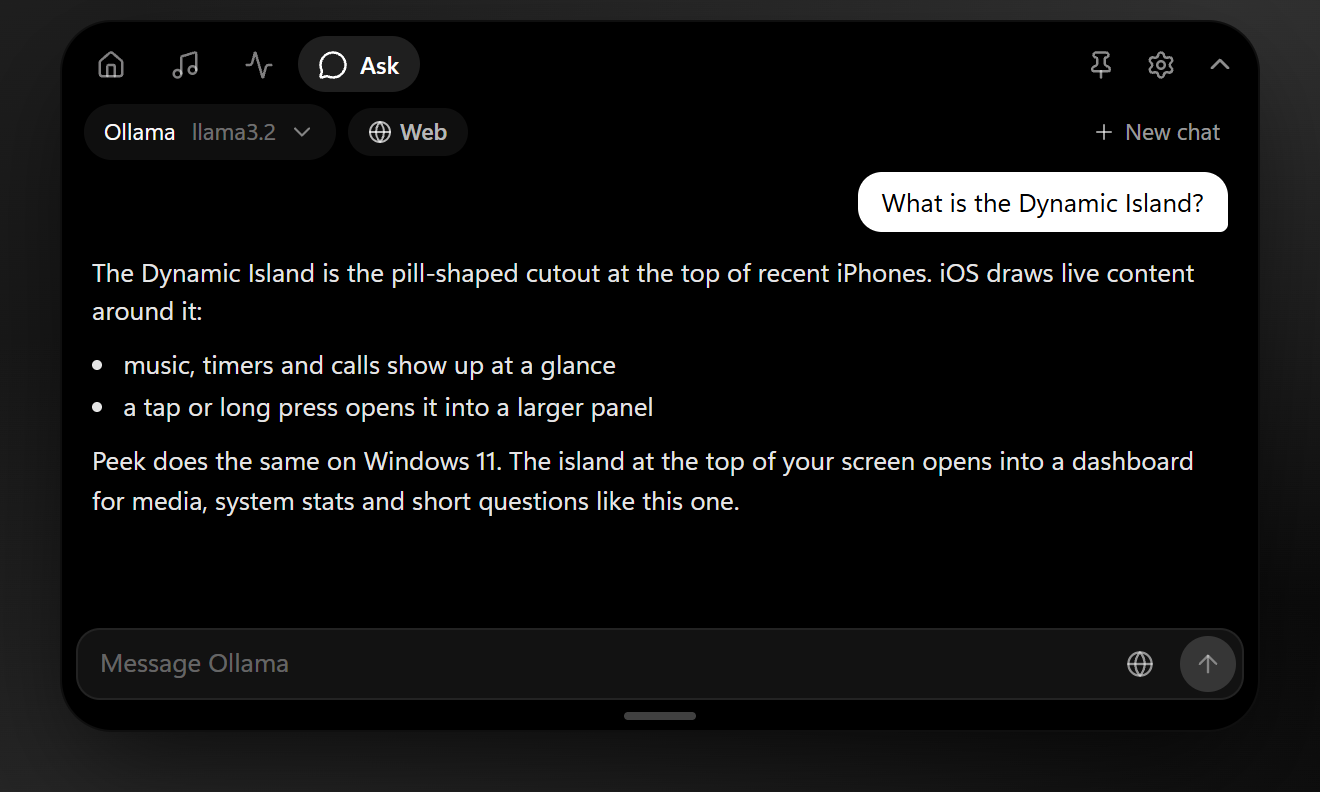 Ask
Ollama llama3.2
Web
New chat
What is the Dynamic Island?
The Dynamic Island is the pill-shaped cutout at the top of recent iPhones. iOS draws live content
around it:
music, timers and calls show up at a glance
a tap or long press opens it into a larger panel
Peek does the same on Windows 11. The island at the top of your screen opens into a dashboard
for media, system stats and short questions like this one.
Message Ollama